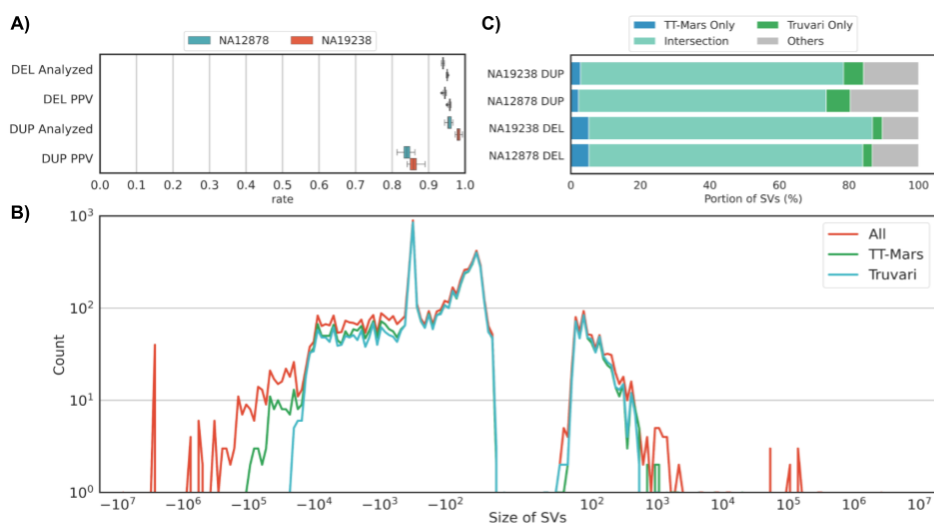 A)
NA12878 NA19238
DEL Analyzed
DEL PPV
DUP Analyzed
DUP PPV
0.0 0.1 0.2 0.3 0.4 0.5 0.6 0.7 0.8 0.9 1.0
rate
C)
TT-Mars Only Truvari Only
Intersection Others
NA19238 DUP
NA12878 DUP
NA19238 DEL
NA12878 DEL
0 20 40 60 80 100
Portion of SVs (%)
B)
10³
10²
10¹
10⁰
Count
All
TT-Mars
Truvari
−10⁷ −10⁶ −10⁵ −10⁴ −10³ −10² 10² 10³ 10⁴ 10⁵ 10⁶ 10⁷
Size of SVs